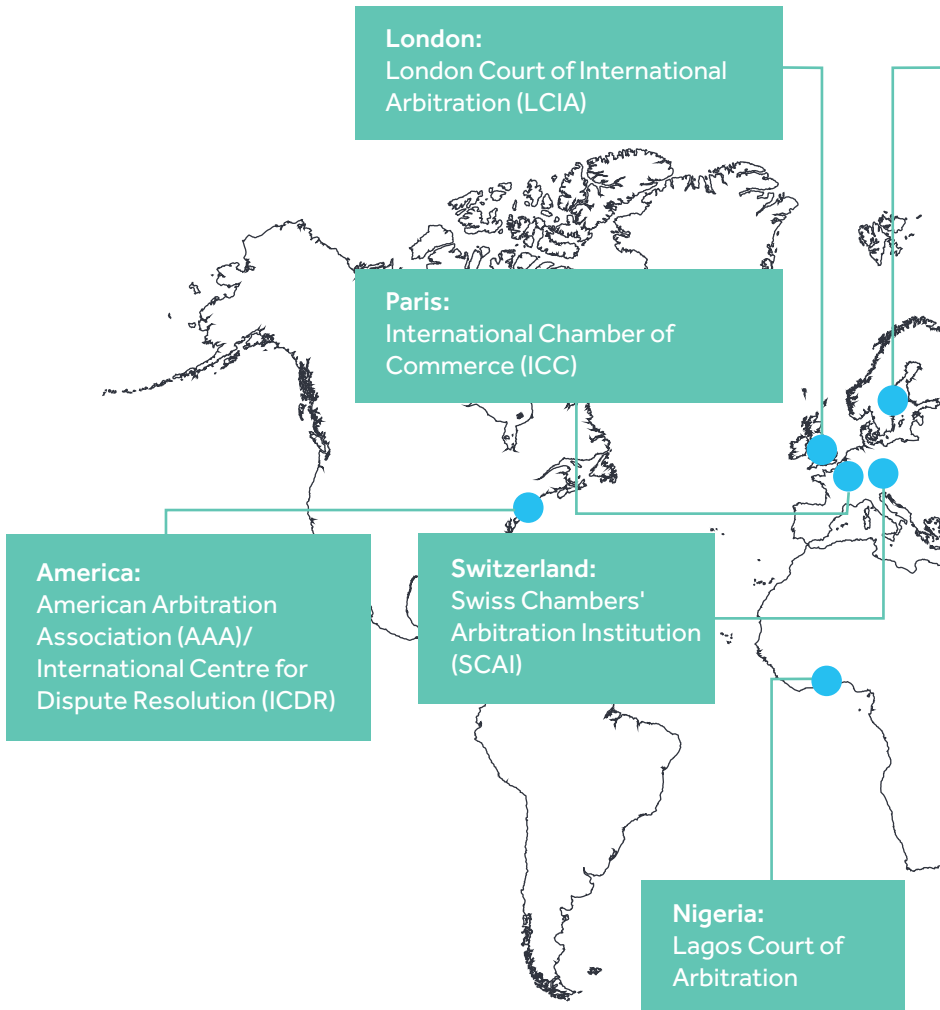 London:
London Court of International
Arbitration (LCIA)
Paris:
International Chamber of
Commerce (ICC)
America:
American Arbitration
Association (AAA)/
International Centre for
Dispute Resolution (ICDR)
Switzerland:
Swiss Chambers'
Arbitration Institution
(SCAI)
Nigeria:
Lagos Court of
Arbitration